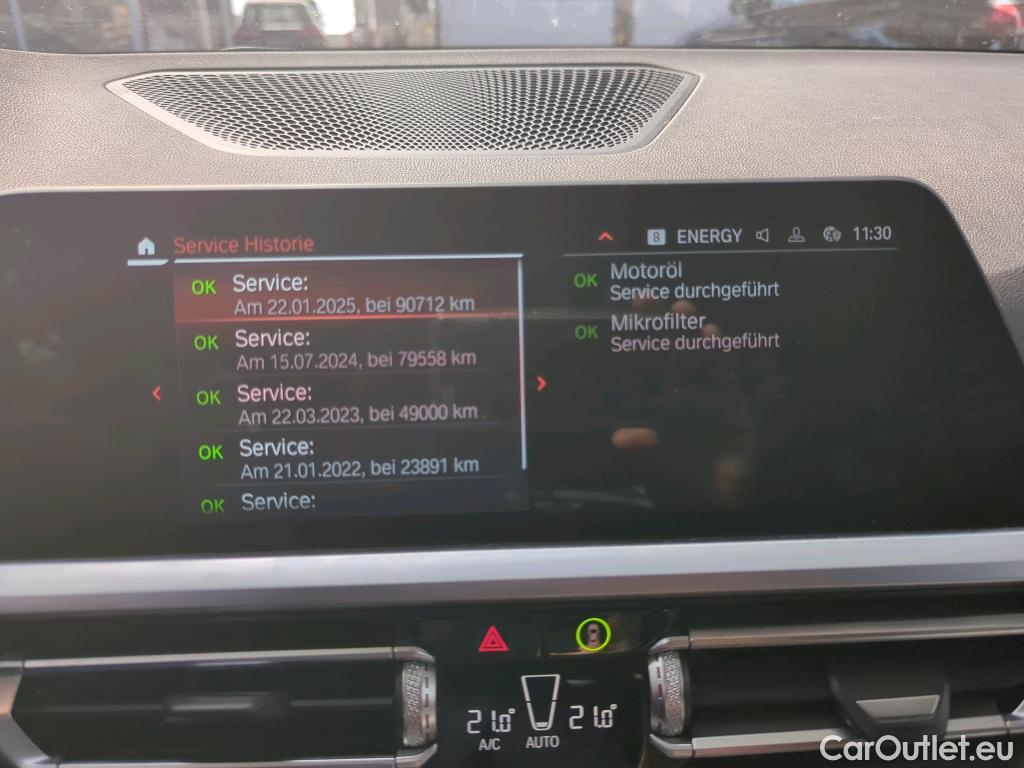 Service Historie
8 ENERGY 11:30
OK Service:
Am 22.01.2025, bei 90712 km
OK Service:
Am 15.07.2024, bei 79558 km
OK Service:
Am 22.03.2023, bei 49000 km
OK Service:
Am 21.01.2022, bei 23891 km
OK Service:
OK Motoröl
Service durchgeführt
OK Mikrofilter
Service durchgeführt
21.0° 21.0°
A/C AUTO
CarOutlet.eu